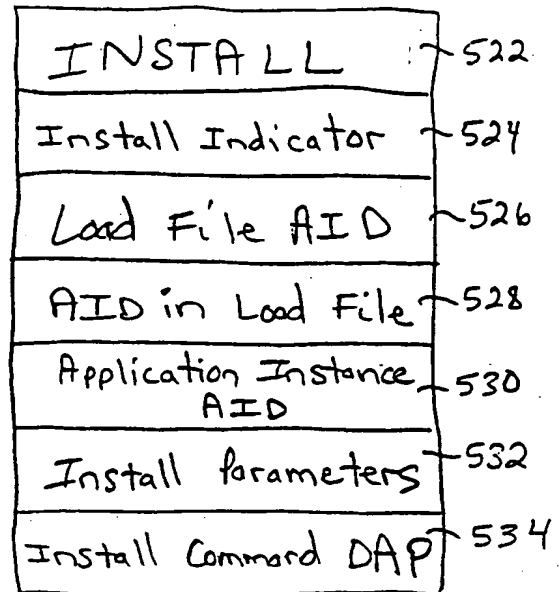 INSTALL 522
Install Indicator 524
Load File AID 526
AID in Load File 528
Application Instance 530
AID
Install Parameters 532
Install Command DAP 534